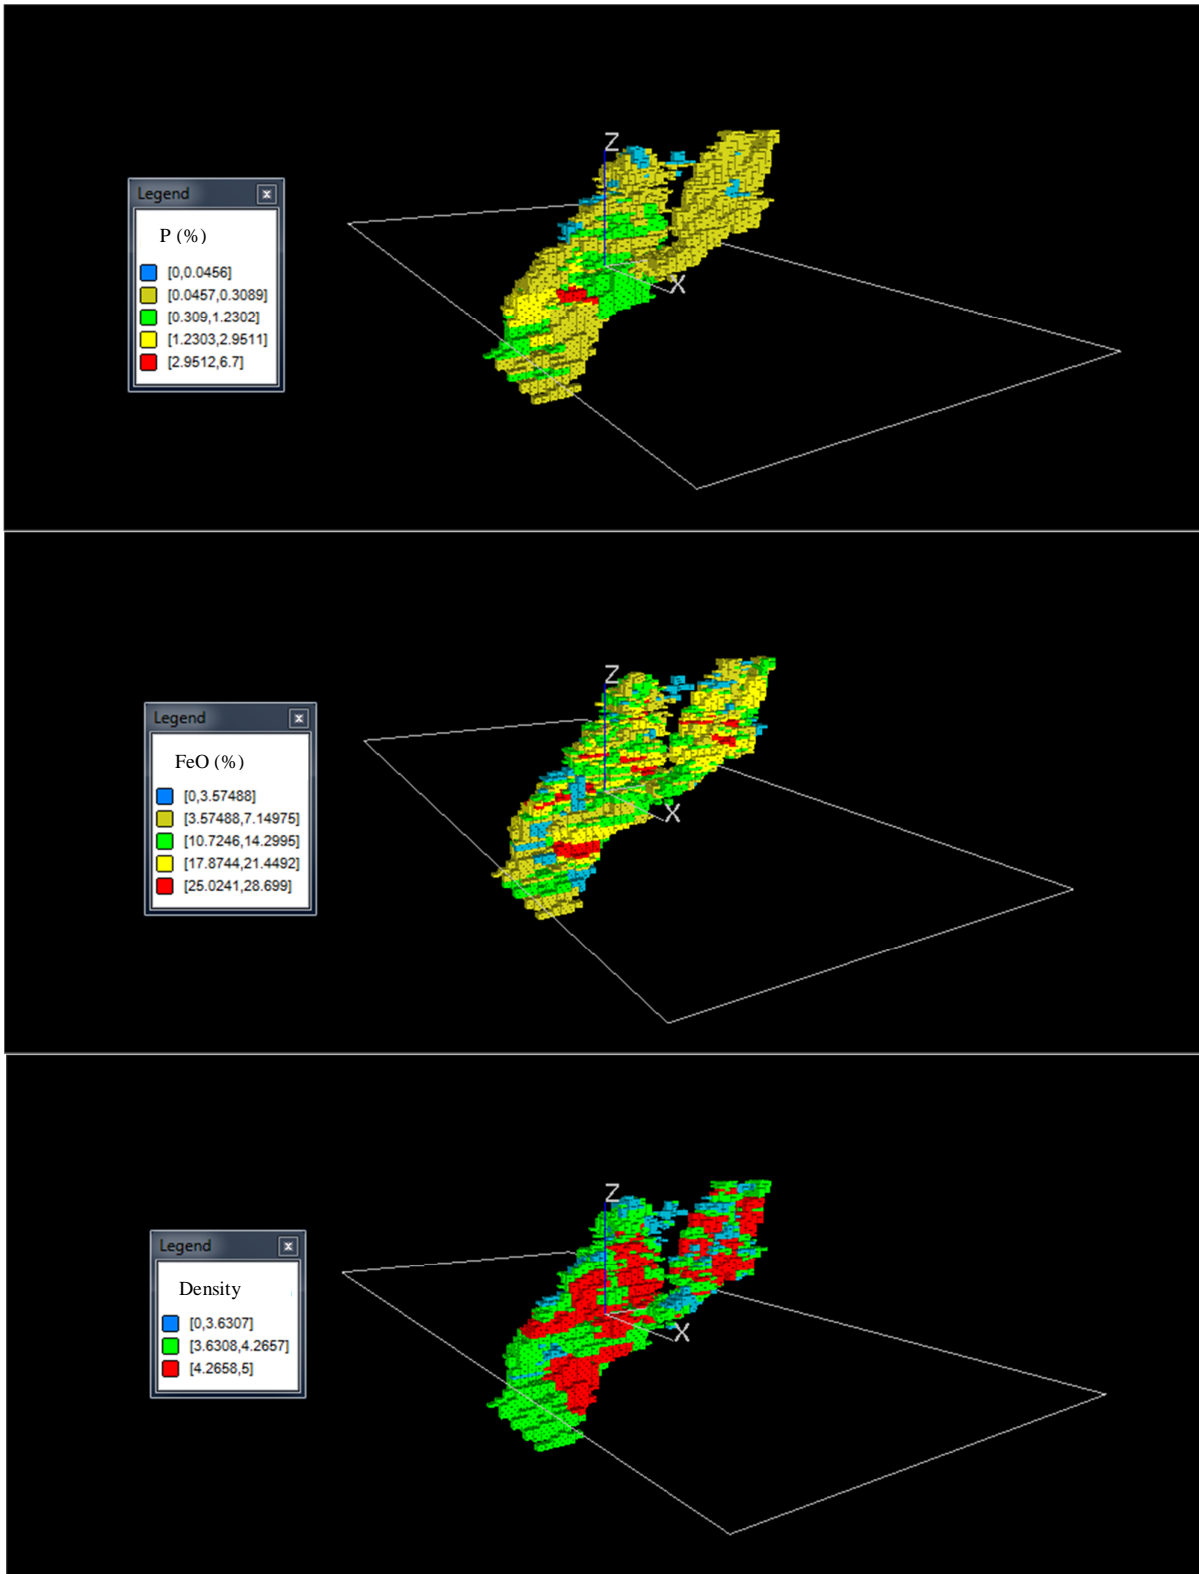 Z
Legend
x
P (%)
[0,0.0456]
[0.0457,0.3089]
[0.309,1.2302]
[1.2303,2.9511]
[2.9512,6.7]
X
Z
Legend
x
FeO (%)
[0,3.57488]
[3.57488,7.14975]
[10.7246,14.2995]
[17.8744,21.4492]
[25.0241,28.699]
X
Z
Legend
x
Density
[0,3.6307]
[3.6308,4.2657]
[4.2658,5]
X